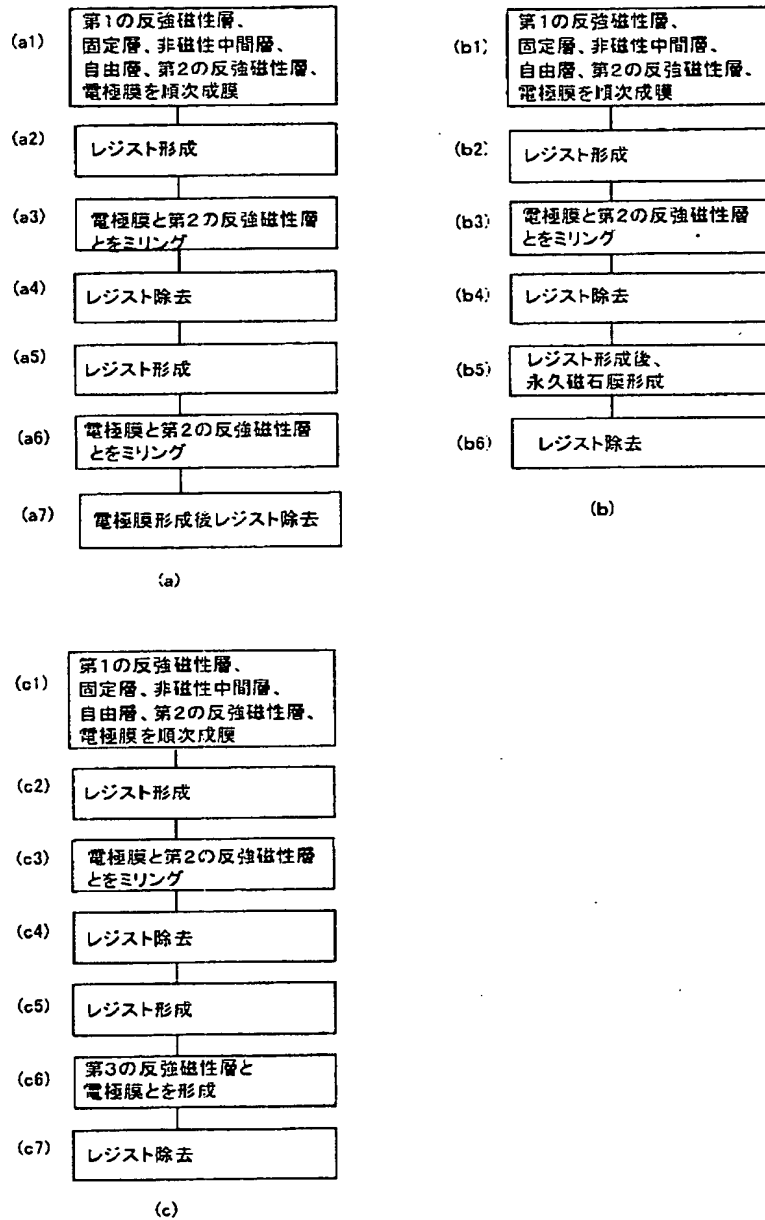 (a1)
第1の反強磁性層、
固定層、非磁性中間層、
自由層、第2の反強磁性層、
電極膜を順次成膜
(a2)
レジスト形成
(a3)
電極膜と第2の反強磁性層
とをミリング
(a4)
レジスト除去
(a5)
レジスト形成
(a6)
電極膜と第2の反強磁性層
とをミリング
(a7)
電極膜形成後レジスト除去
(a)
(b1)
第1の反強磁性層、
固定層、非磁性中間層、
自由層、第2の反強磁性層、
電極膜を順次成膜
(b2)
レジスト形成
(b3)
電極膜と第2の反強磁性層
とをミリング
(b4)
レジスト除去
(b5)
レジスト形成後、
永久磁石膜形成
(b6)
レジスト除去
(b)
(c1)
第1の反強磁性層、
固定層、非磁性中間層、
自由層、第2の反強磁性層、
電極膜を順次成膜
(c2)
レジスト形成
(c3)
電極膜と第2の反強磁性層
とをミリング
(c4)
レジスト除去
(c5)
レジスト形成
(c6)
第3の反強磁性層と
電極膜とを形成
(c7)
レジスト除去
(c)